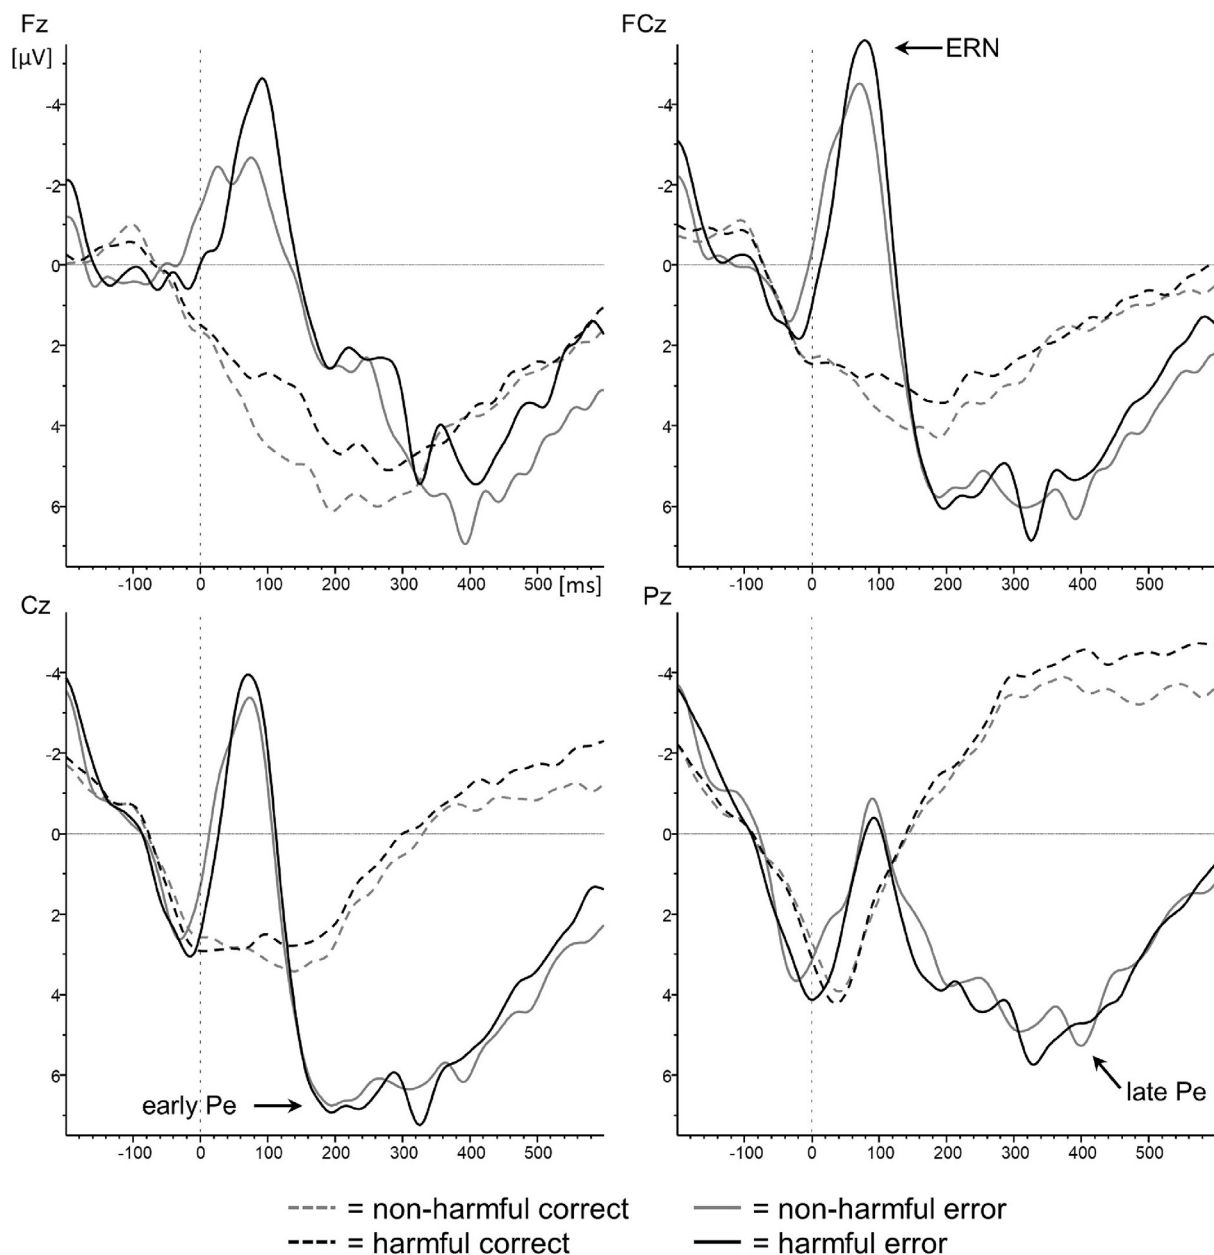 Fz
[μV]
-4
-2
0
2
4
6
-100 0 100 200 300 400 500 [ms]
FCz
ERN
-4
-2
0
2
4
6
-100 0 100 200 300 400 500
Cz
-4
-2
0
2
4
6
early Pe
-100 0 100 200 300 400 500
Pz
-4
-2
0
2
4
6
late Pe
-100 0 100 200 300 400 500
= non-harmful correct
= harmful correct
= non-harmful error
= harmful error